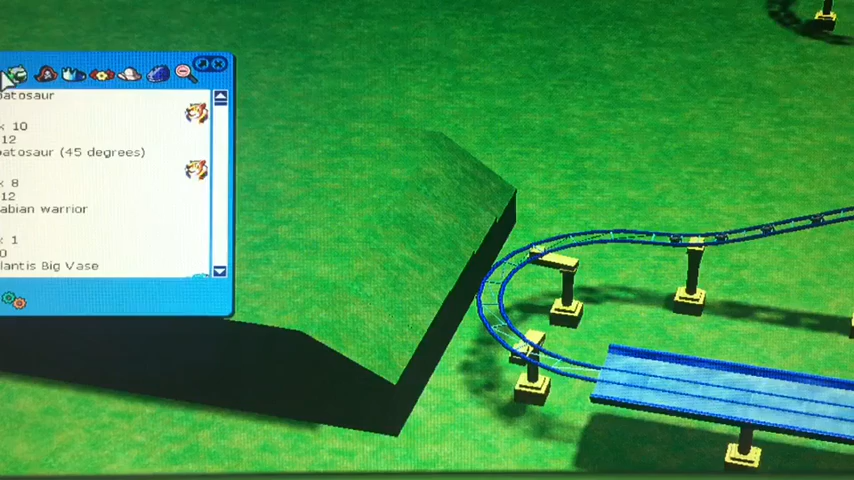 patosaur
x 10
12
patosaur (45 degrees)
x 8
12
abian warrior
x 1
0
lantis Big Vase